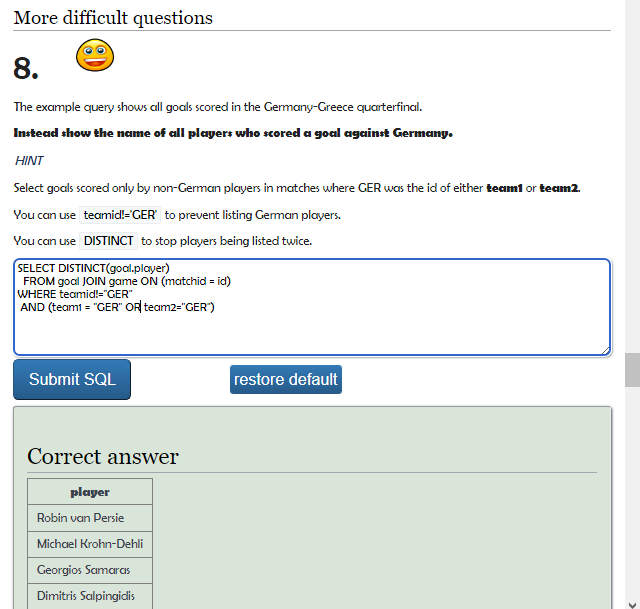 More difficult questions
8.
The example query shows all goals scored in the Germany-Greece quarterfinal.
Instead show the name of all players who scored a goal against Germany.
HINT
Select goals scored only by non-German players in matches where GER was the id of either team1 or team2.
You can use teamid!='GER' to prevent listing German players.
You can use DISTINCT to stop players being listed twice.
SELECT DISTINCT(goal.player)
FROM goal JOIN game ON (matchid = id)
WHERE teamid!="GER"
AND (team1 = "GER" OR team2="GER")
Submit SQL restore default
Correct answer
player
Robin van Persie
Michael Krohn-Dehli
Georgios Samaras
Dimitris Salpingidis